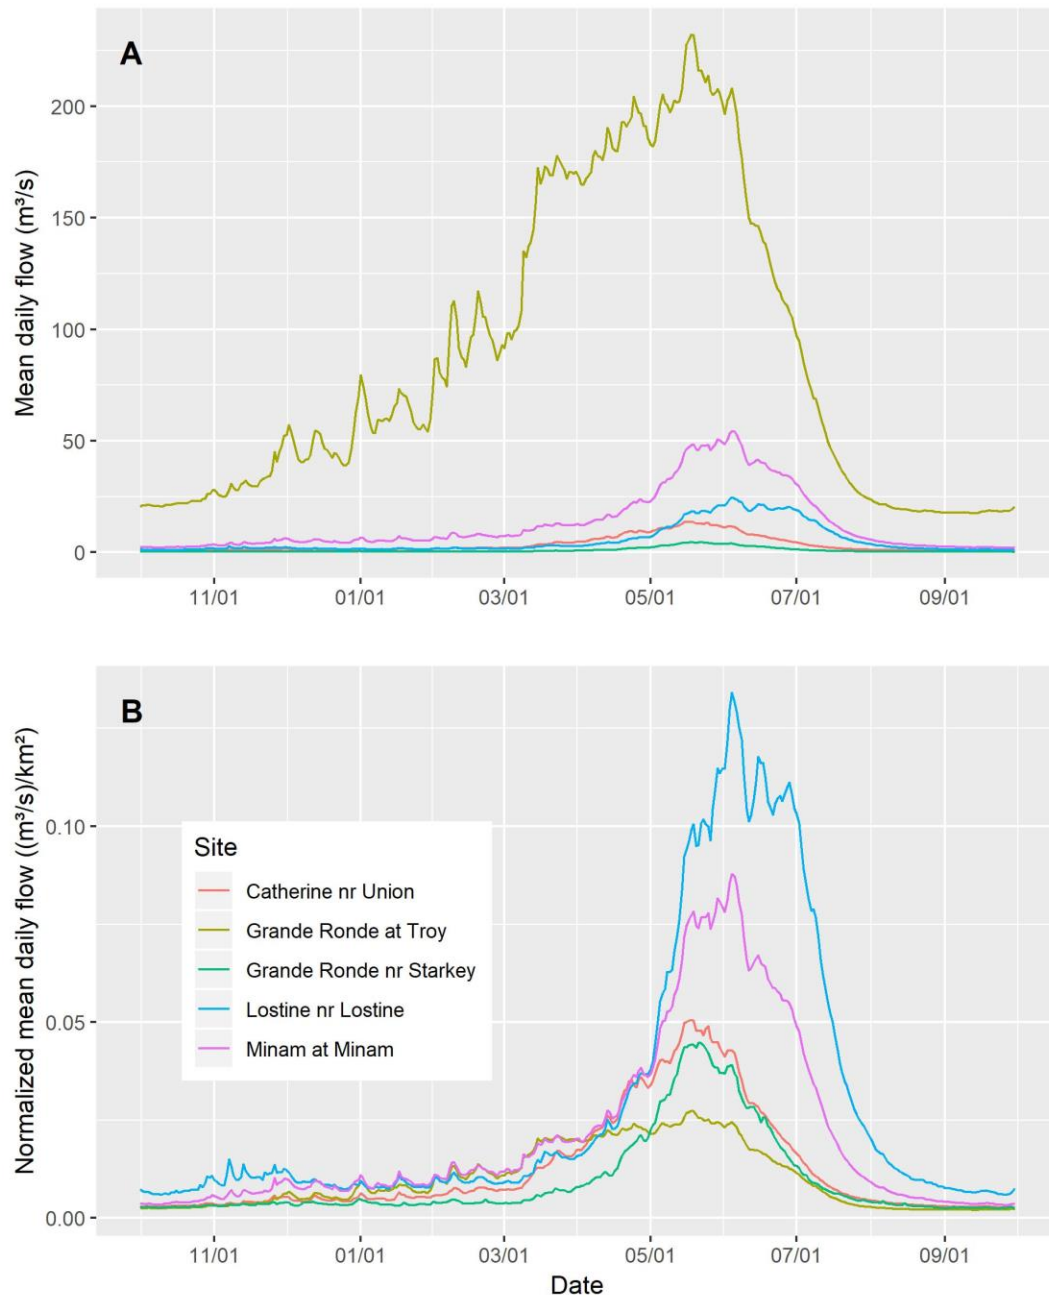 A
Mean daily flow (m³/s)
200
150
100
50
0
11/01 01/01 03/01 05/01 07/01 09/01
B
Normalized mean daily flow ((m³/s)/km²)
0.10
0.05
0.00
Site
Catherine nr Union
Grande Ronde at Troy
Grande Ronde nr Starkey
Lostine nr Lostine
Minam at Minam
11/01 01/01 03/01 05/01 07/01 09/01
Date